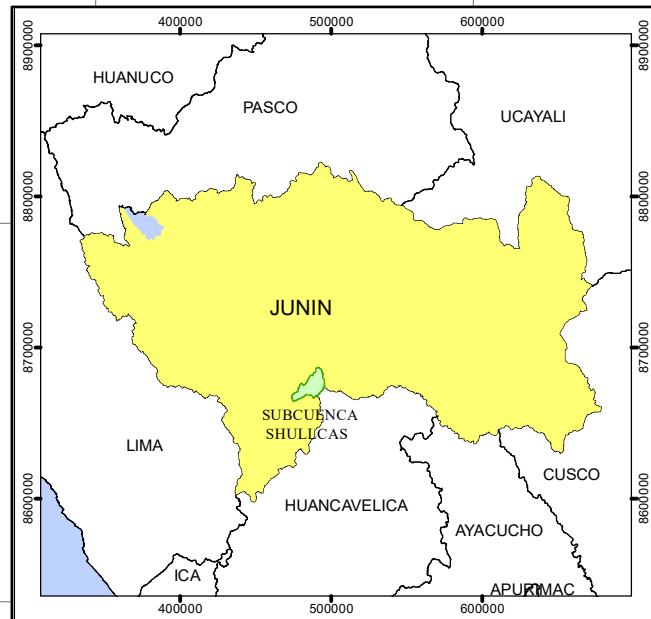 400000 500000 600000
8900000 8900000
HUANUCO
PASCO
UCAYALI
8800000 8800000
JUNIN
8700000 8700000
SUBCUENCA
SHULLCAS
LIMA
CUSCO
HUANCAVELICA
8600000 8600000
AYACUCHO
ICA
APURIMAC
400000 500000 600000